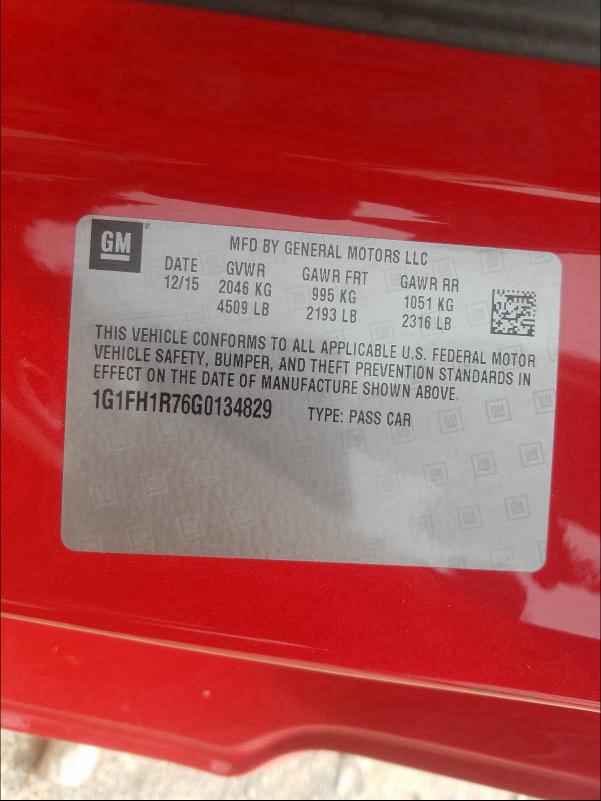 GM
MFD BY GENERAL MOTORS LLC
DATE GVWR GAWR FRT GAWR RR
12/15 2046 KG 995 KG 1051 KG
4509 LB 2193 LB 2316 LB
THIS VEHICLE CONFORMS TO ALL APPLICABLE U.S. FEDERAL MOTOR
VEHICLE SAFETY, BUMPER, AND THEFT PREVENTION STANDARDS IN
EFFECT ON THE DATE OF MANUFACTURE SHOWN ABOVE.
1G1FH1R76G0134829 TYPE: PASS CAR